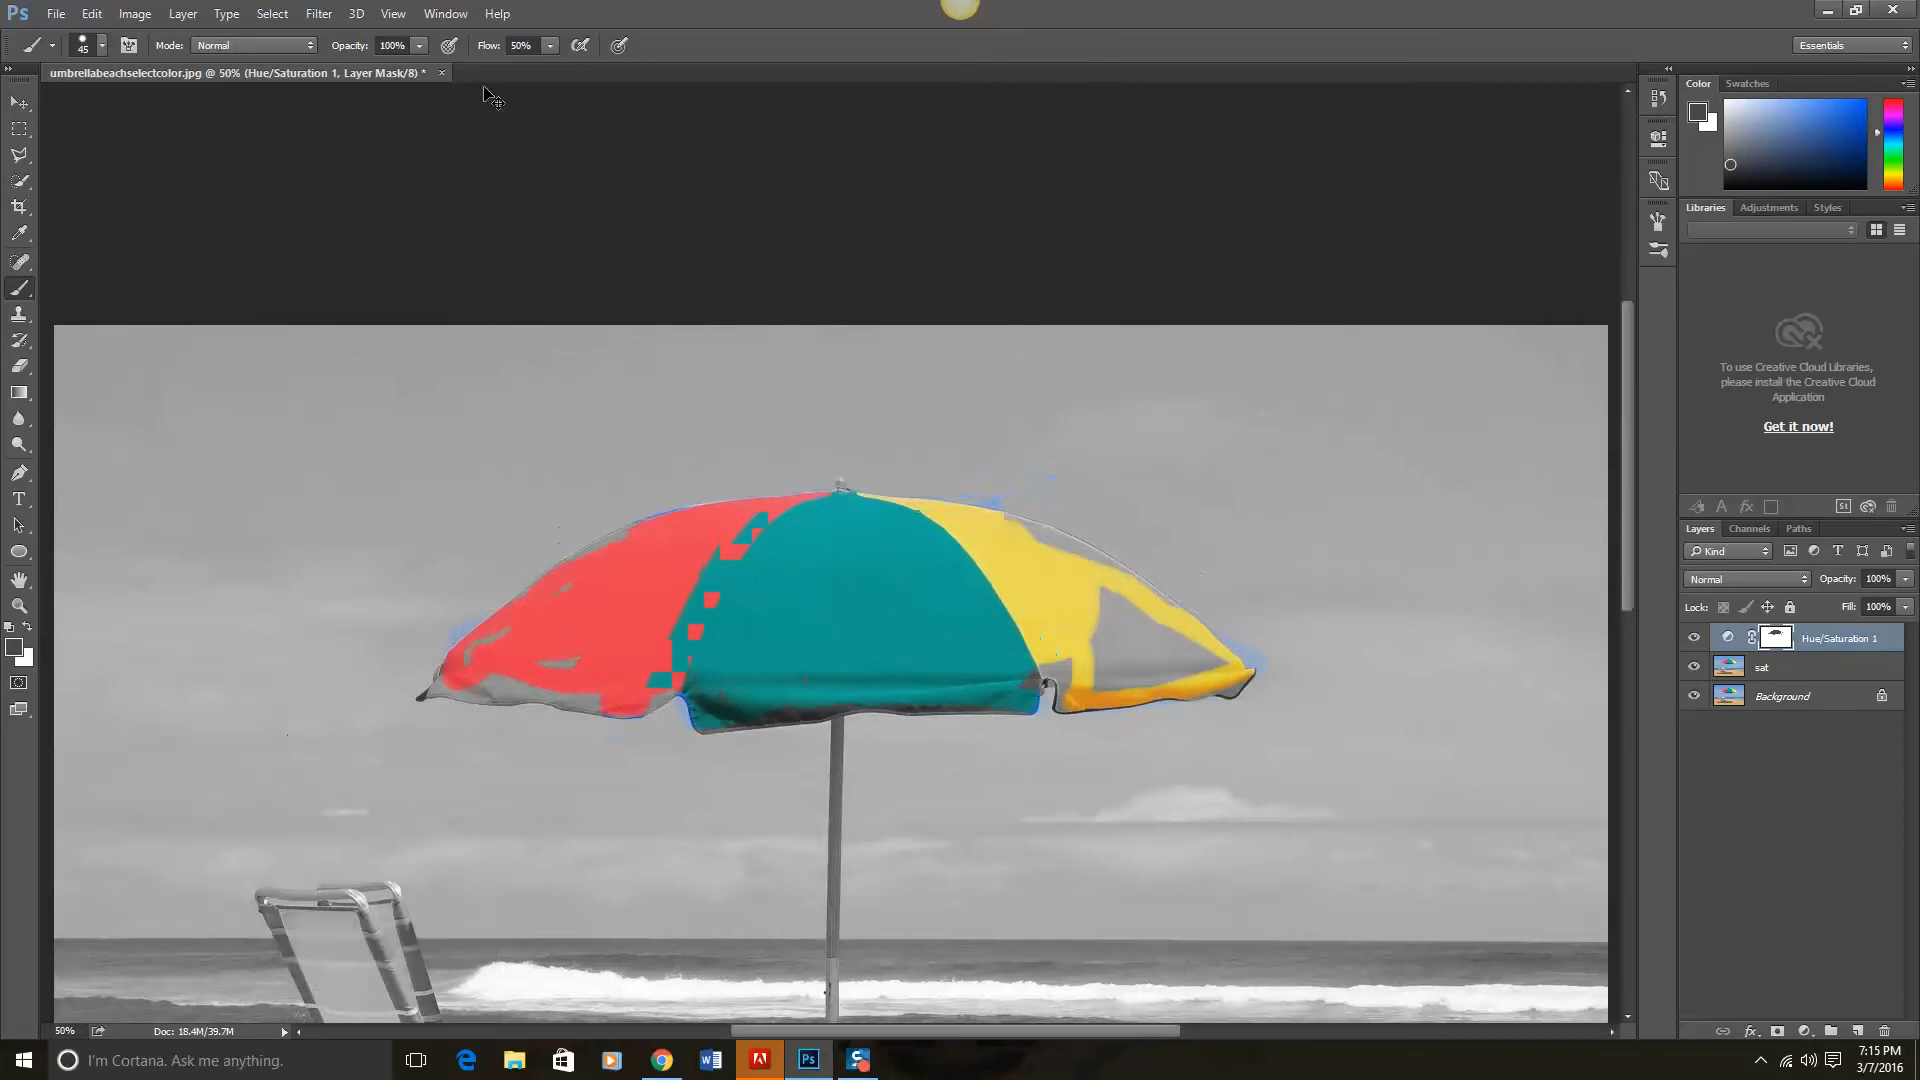 Ps File Edit Image Layer Type Select Filter 3D View Window Help
45 Mode: Normal Opacity: 100% Flow: 50% Essentials
umbrellabeachselectcolor.jpg @ 50% (Hue/Saturation 1, Layer Mask/8) * ×
Color Swatches
Libraries Adjustments Styles
To use Creative Cloud Libraries,
please install the Creative Cloud
Application
Get it now!
St
Layers Channels Paths
Kind
Normal Opacity: 100%
Lock: Fill: 100%
Hue/Saturation 1
sat
Background
50% Doc: 18.4M/39.7M
I'm Cortana. Ask me anything.
Ps
7:15 PM
3/7/2016